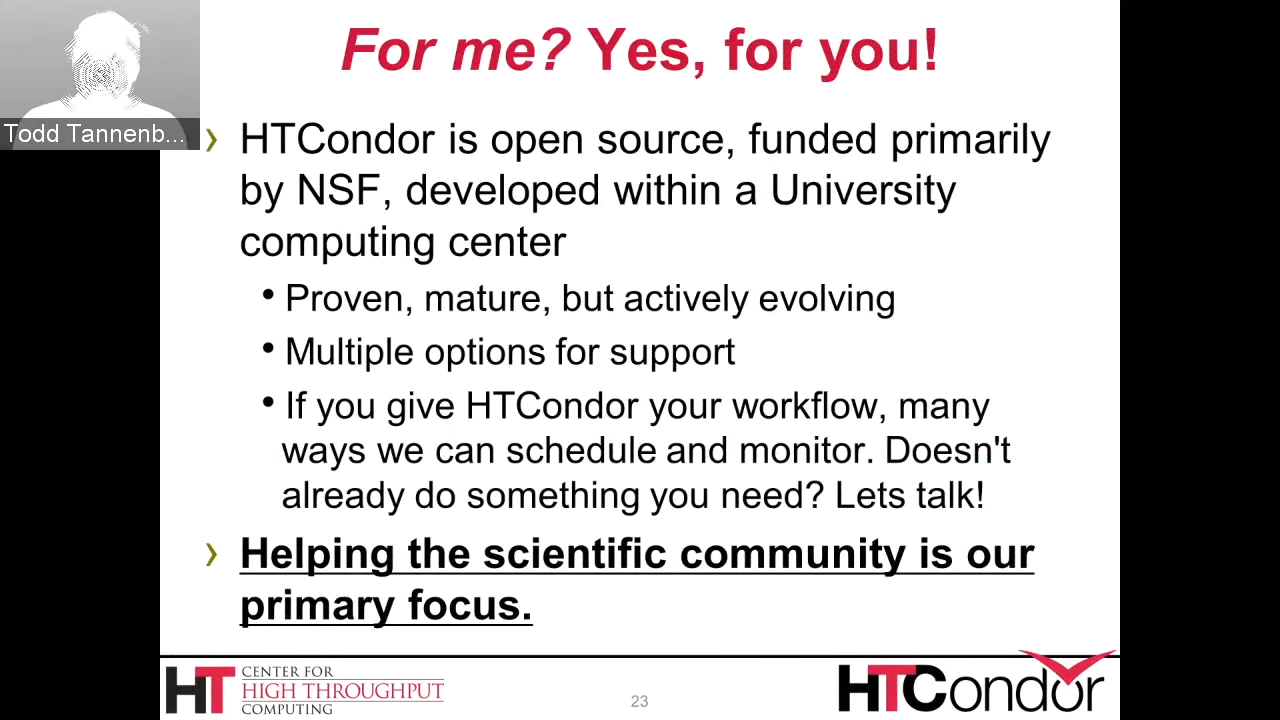 For me? Yes, for you!
Todd Tannenb...
› HTCondor is open source, funded primarily
by NSF, developed within a University
computing center
• Proven, mature, but actively evolving
• Multiple options for support
• If you give HTCondor your workflow, many
ways we can schedule and monitor. Doesn't
already do something you need? Lets talk!
› Helping the scientific community is our
primary focus.
HT CENTER FOR
HIGH THROUGHPUT
COMPUTING
23
HTCondor